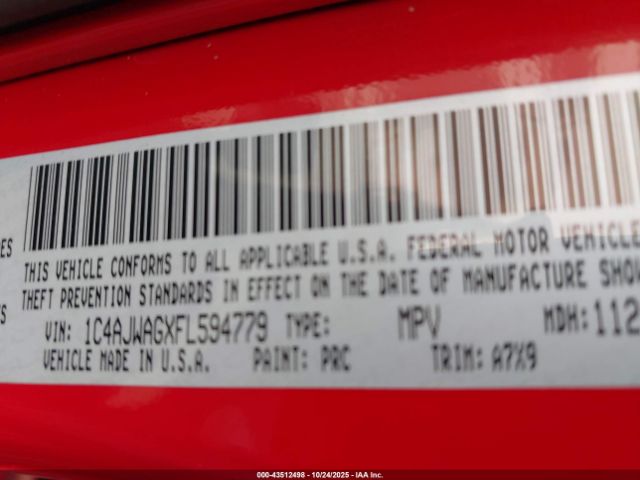 THIS VEHICLE CONFORMS TO ALL APPLICABLE U.S.A. FEDERAL MOTOR VEHICLE
THEFT PREVENTION STANDARDS IN EFFECT ON THE DATE OF MANUFACTURE SHO
VIN: 1C4AJWAGXFL594779 TYPE: MPV MDH: 112
VEHICLE MADE IN U.S.A. PAINT: PRC TRIM: A7X9
000-43512498 - 10/24/2025 - IAA Inc.